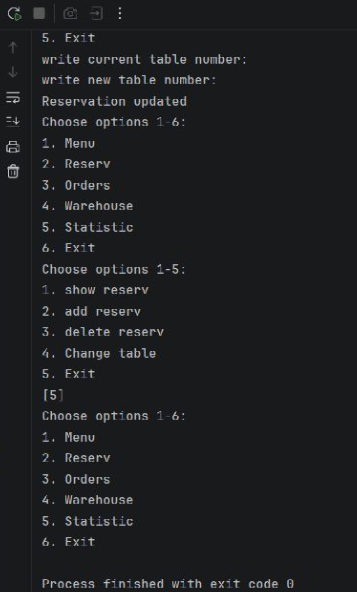 5. Exit
write current table number:
write new table number:
Reservation updated
Choose options 1-6:
1. Menu
2. Reserv
3. Orders
4. Warehouse
5. Statistic
6. Exit
Choose options 1-5:
1. show reserv
2. add reserv
3. delete reserv
4. Change table
5. Exit
[5]
Choose options 1-6:
1. Menu
2. Reserv
3. Orders
4. Warehouse
5. Statistic
6. Exit
Process finished with exit code 0